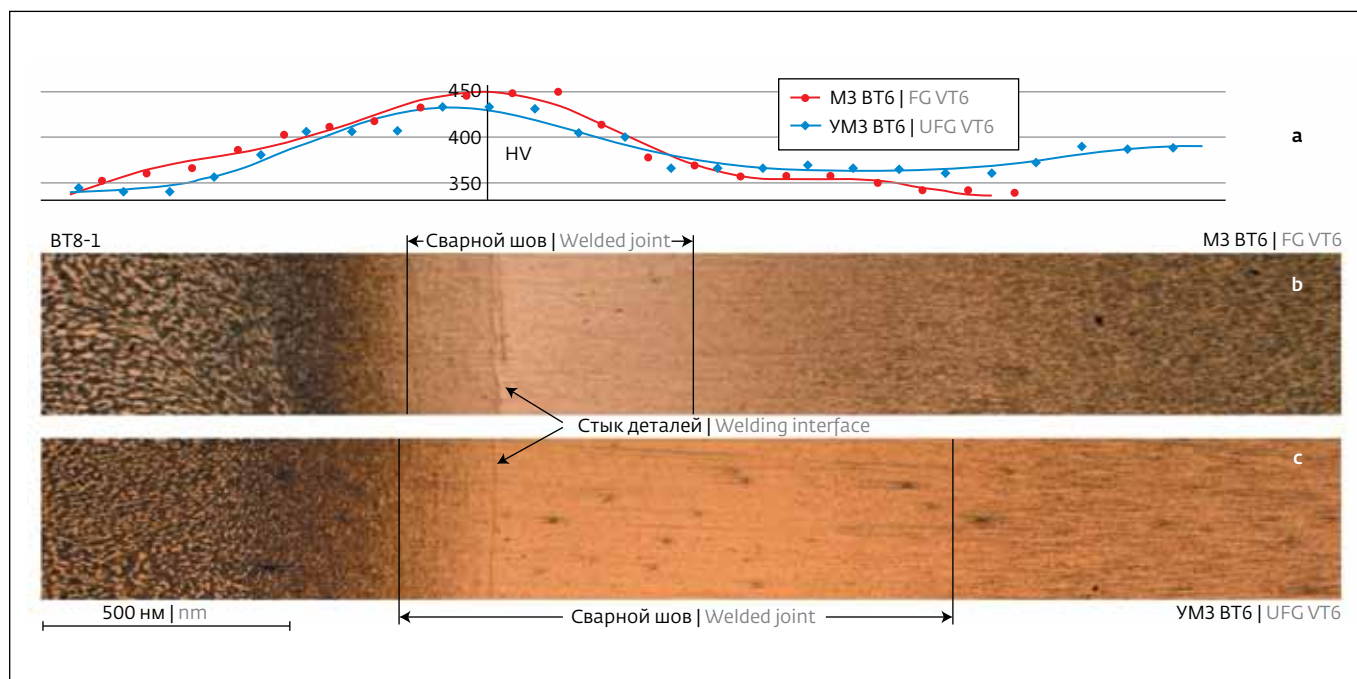 450
400
350
HV
МЗ ВТ6 | FG VT6
УМЗ ВТ6 | UFG VT6
a
ВТ8-1
Сварной шов | Welded joint
МЗ ВТ6 | FG VT6
b
Стык деталей | Welding interface
c
500 нм | nm
Сварной шов | Welded joint
УМЗ ВТ6 | UFG VT6